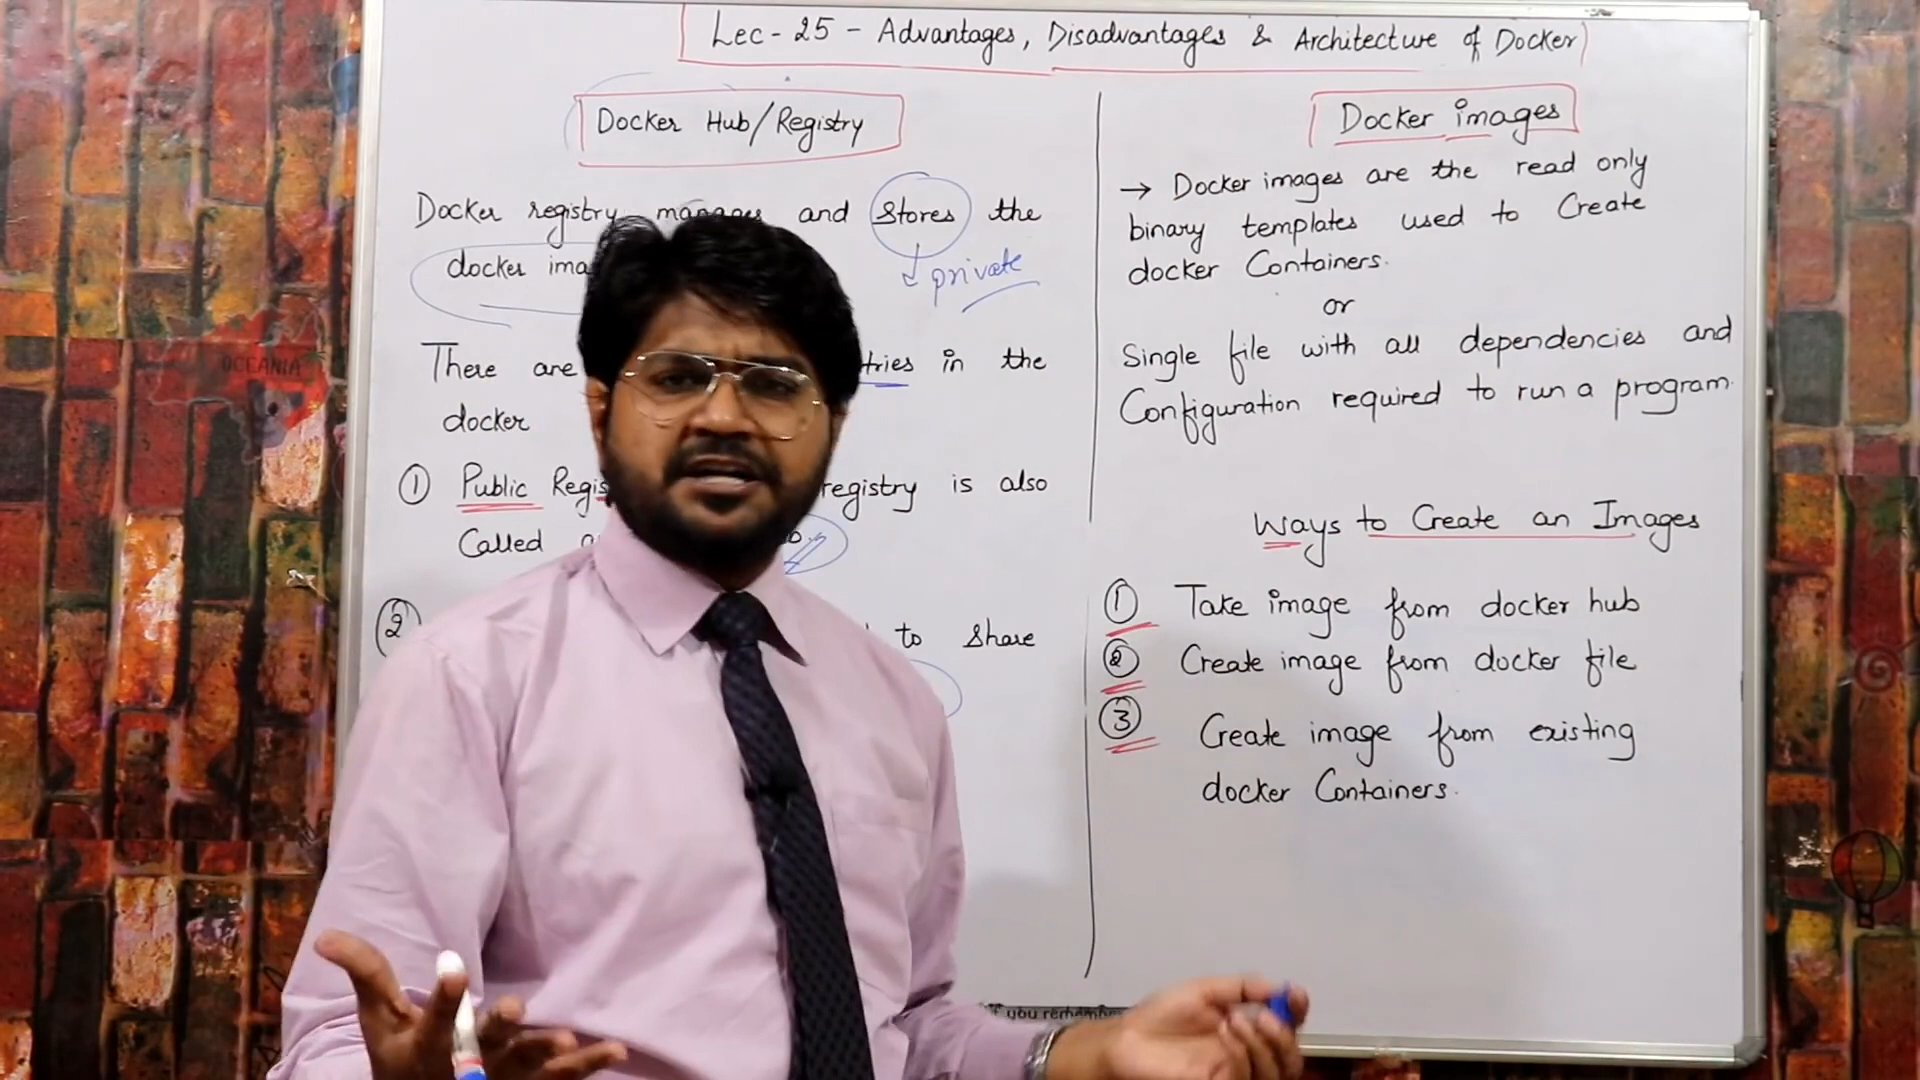 Lec - 25 - Advantages, Disadvantages & Architecture of Docker
Docker Hub/Registry
Docker registry manages and stores the
docker
private
There are in the
docker
① Public registry is also
Called
②
to share
Docker images
→ Docker images are the read only
binary templates used to Create
docker Containers.
or
Single file with all dependencies and
Configuration required to run a program.
Ways to Create an Images
① Take image from docker hub
② Create image from docker file
③ Create image from existing
docker Containers.
OCEANIA
if you remember